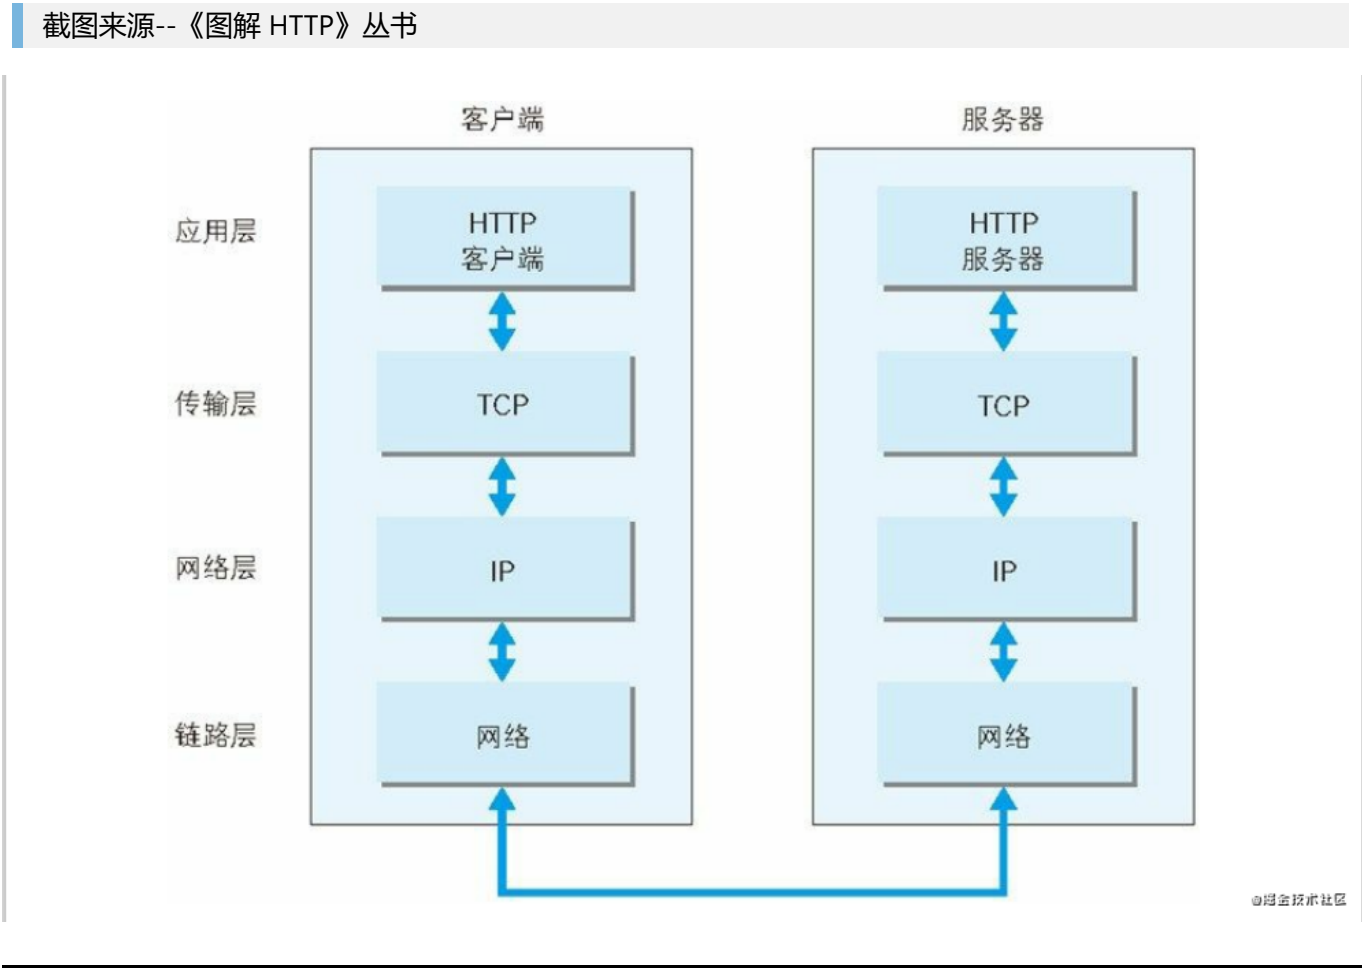 截图来源--《图解 HTTP》丛书
客户端
服务器
应用层
HTTP
客户端
HTTP
服务器
传输层
TCP
TCP
网络层
IP
IP
链路层
网络
网络
@掘金技术社区